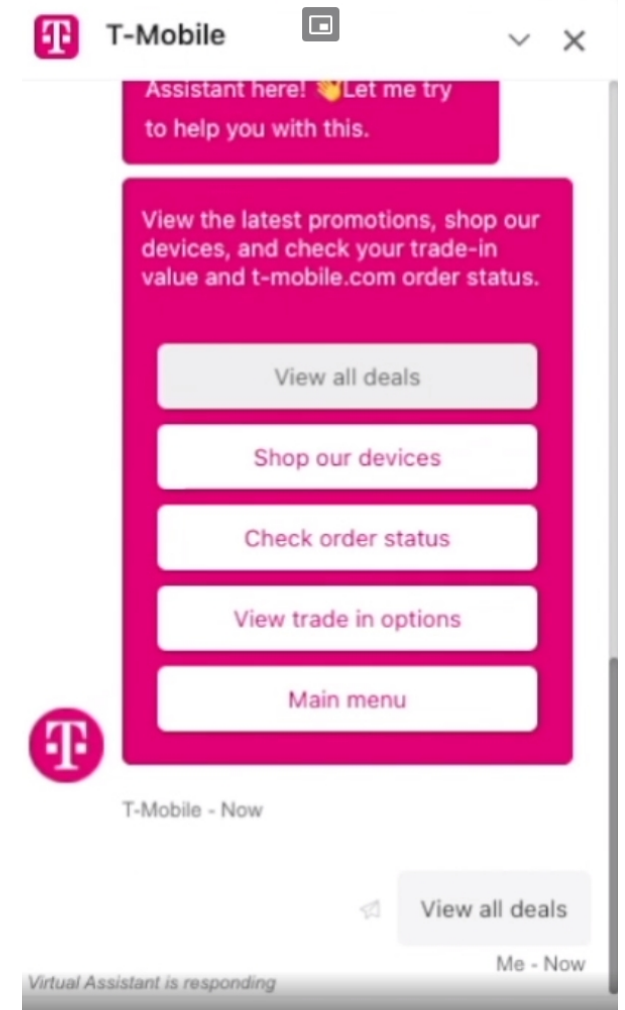 T-Mobile
Assistant here! 👋Let me try
to help you with this.
View the latest promotions, shop our
devices, and check your trade-in
value and t-mobile.com order status.
View all deals
Shop our devices
Check order status
View trade in options
Main menu
T-Mobile - Now
View all deals
Me - Now
Virtual Assistant is responding